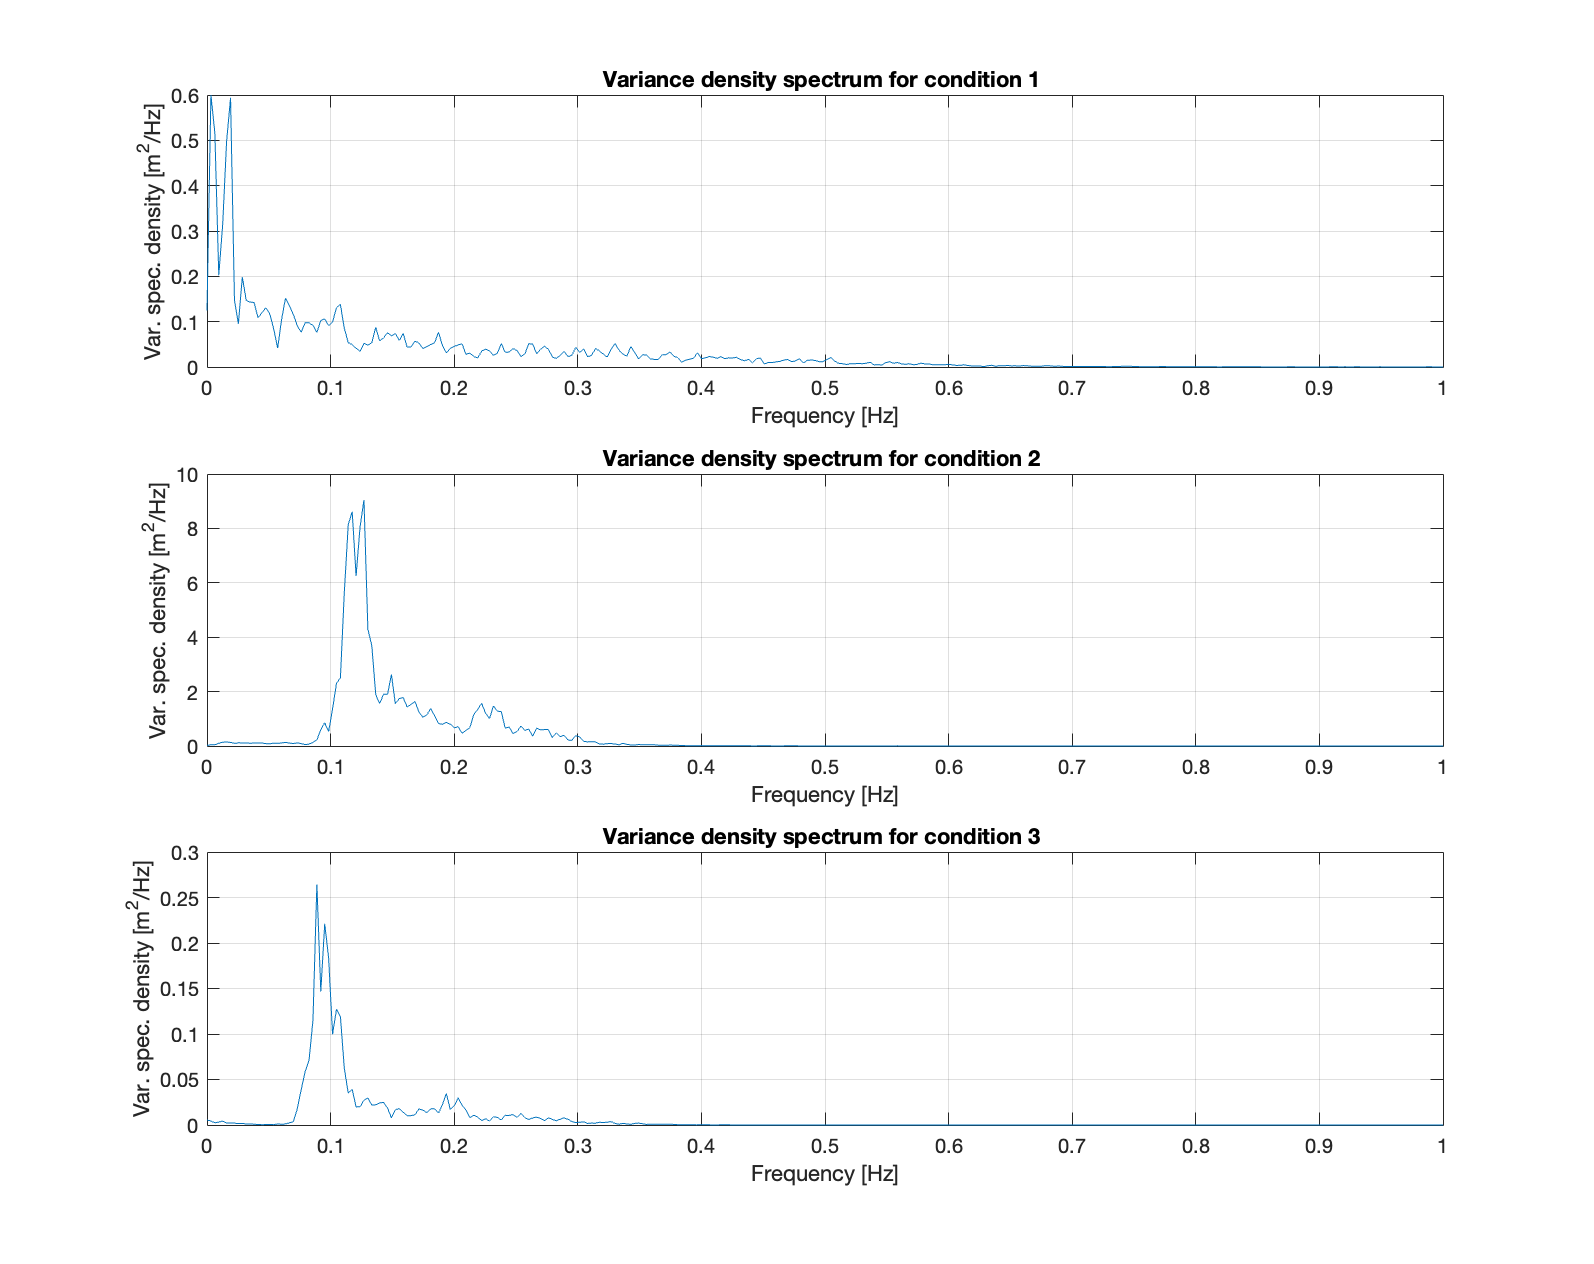 Variance density spectrum for condition 1
Var. spec. density [m²/Hz]
0.6
0.5
0.4
0.3
0.2
0.1
0
0 0.1 0.2 0.3 0.4 0.5 0.6 0.7 0.8 0.9 1
Frequency [Hz]
Variance density spectrum for condition 2
Var. spec. density [m²/Hz]
10
8
6
4
2
0
0 0.1 0.2 0.3 0.4 0.5 0.6 0.7 0.8 0.9 1
Frequency [Hz]
Variance density spectrum for condition 3
Var. spec. density [m²/Hz]
0.3
0.25
0.2
0.15
0.1
0.05
0
0 0.1 0.2 0.3 0.4 0.5 0.6 0.7 0.8 0.9 1
Frequency [Hz]